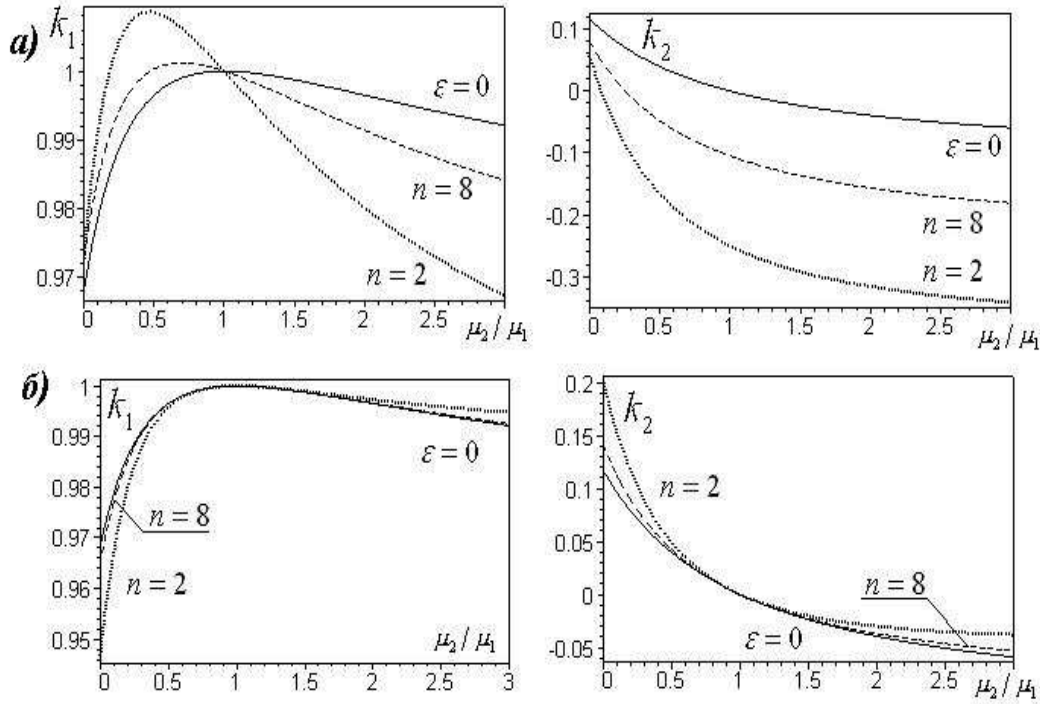 а)
k₁
1
0.99
0.98
0.97
ε = 0
n = 8
n = 2
0 0.5 1 1.5 2 2.5
μ₂ / μ₁
k₂
0.1
0
-0.1
-0.2
-0.3
ε = 0
n = 8
n = 2
0 0.5 1 1.5 2 2.5
μ₂ / μ₁
б)
k₁
1
0.99
0.98
0.97
0.96
0.95
ε = 0
n = 8
n = 2
μ₂ / μ₁
0 0.5 1 1.5 2 2.5 3
k₂
0.2
0.15
0.1
0.05
0
-0.05
n = 2
n = 8
ε = 0
0 0.5 1 1.5 2 2.5
μ₂ / μ₁